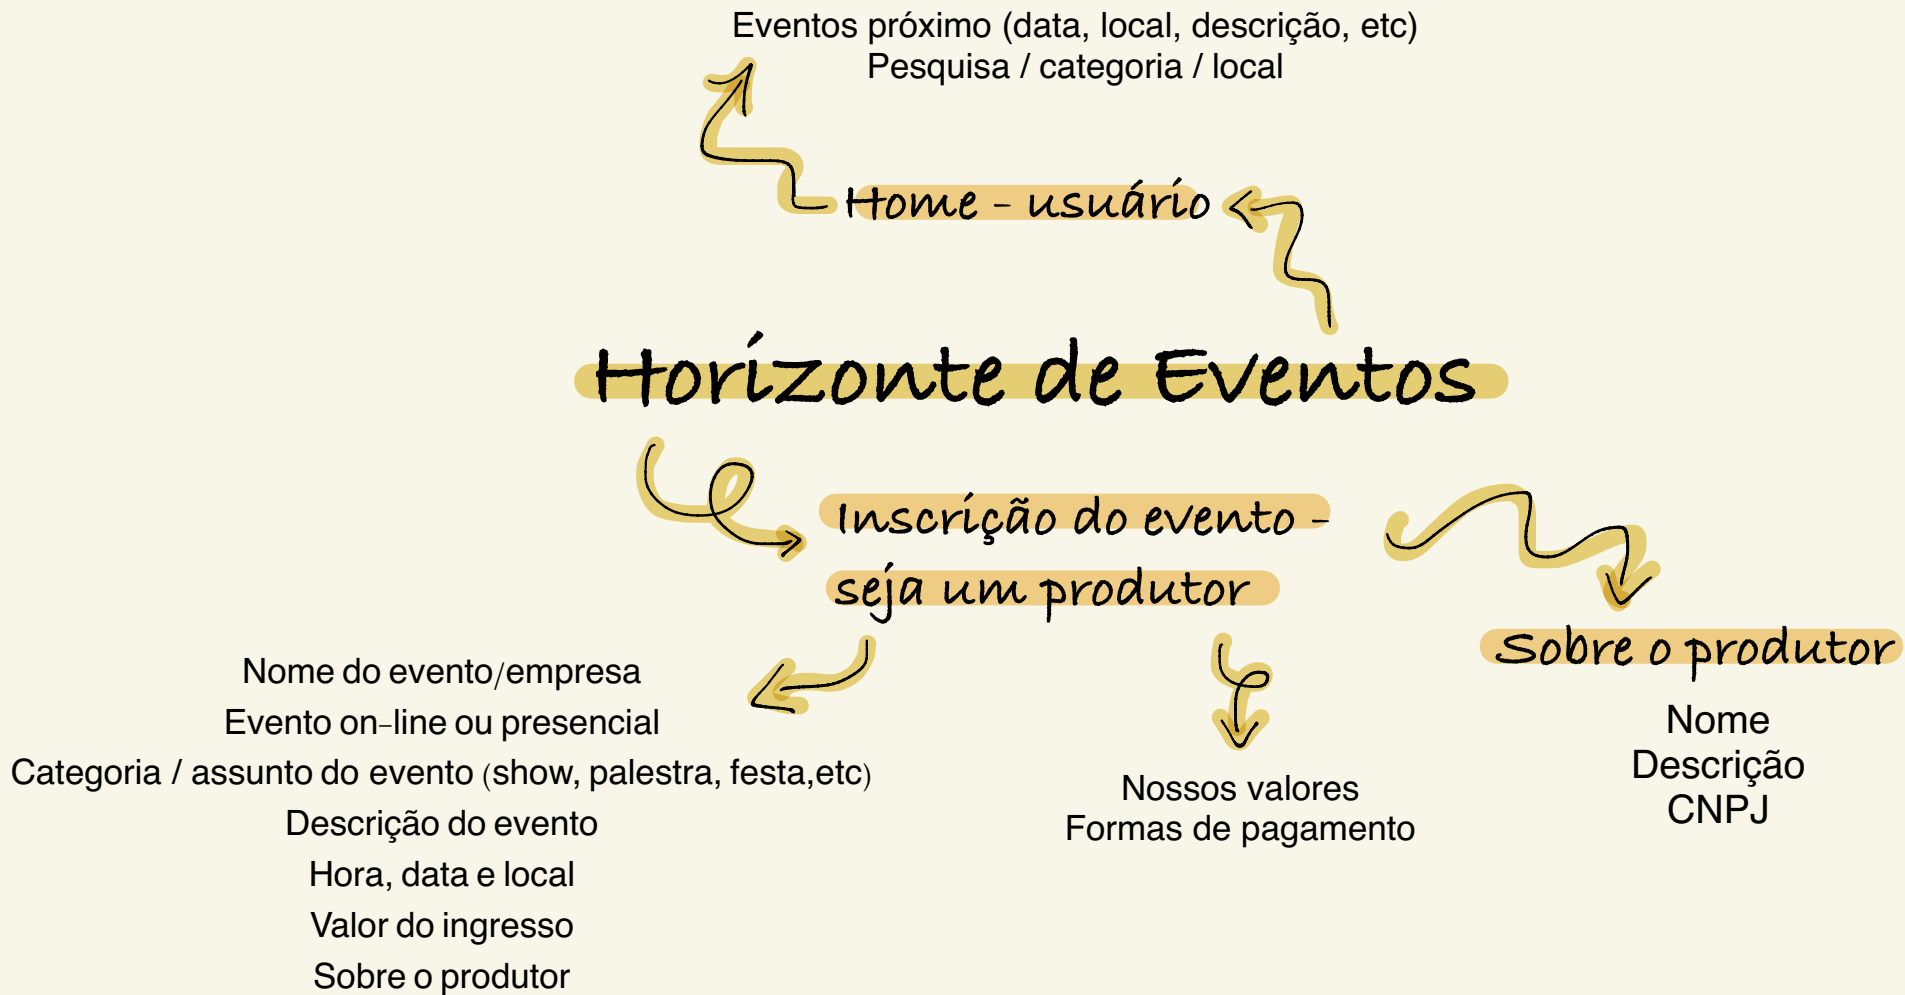 Eventos próximo (data, local, descrição, etc)
Pesquisa / categoria / local
Home - usuário
Horizonte de Eventos
Inscrição do evento -
seja um produtor
Nome do evento/empresa
Evento on-line ou presencial
Categoria / assunto do evento (show, palestra, festa,etc)
Descrição do evento
Hora, data e local
Valor do ingresso
Sobre o produtor
Nossos valores
Formas de pagamento
Sobre o produtor
Nome
Descrição
CNPJ